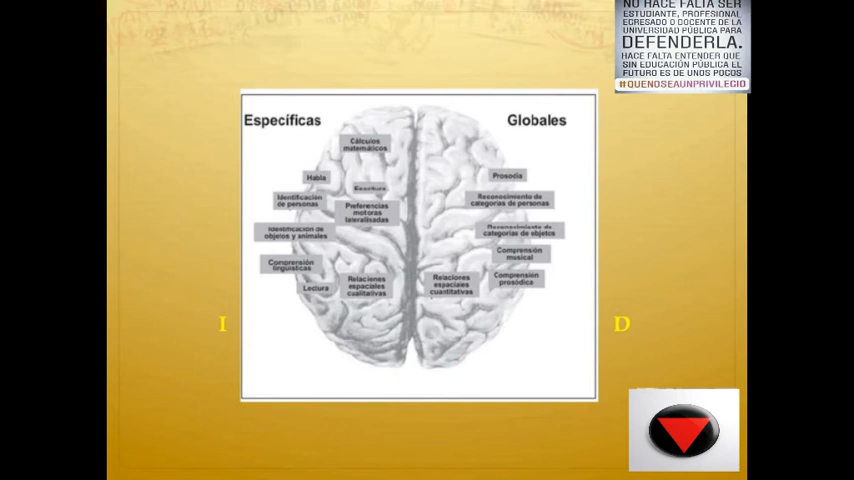 NO HACE FALTA SER
ESTUDIANTE, PROFESIONAL
EGRESADO O DOCENTE DE LA
UNIVERSIDAD PÚBLICA PARA
DEFENDERLA.
HACE FALTA ENTENDER QUE
SIN EDUCACIÓN PÚBLICA EL
FUTURO ES DE UNOS POCOS
#QUENOSEAUNPRIVILEGIO
Específicas
Globales
Cálculos
matemáticos
Habla
Escritura
Identificación
de personas
Preferencias
motoras
lateralisadas
Identificación de
objetos y animales
Comprensión
lingüísticas
Lectura
Relaciones
espaciales
cualitativas
Prosodia
Reconocimiento de
categorías de personas
Reconocimiento de
categorías de objetos
Comprensión
musical
Relaciones
espaciales
cuantitativas
Comprensión
prosódica
I
D